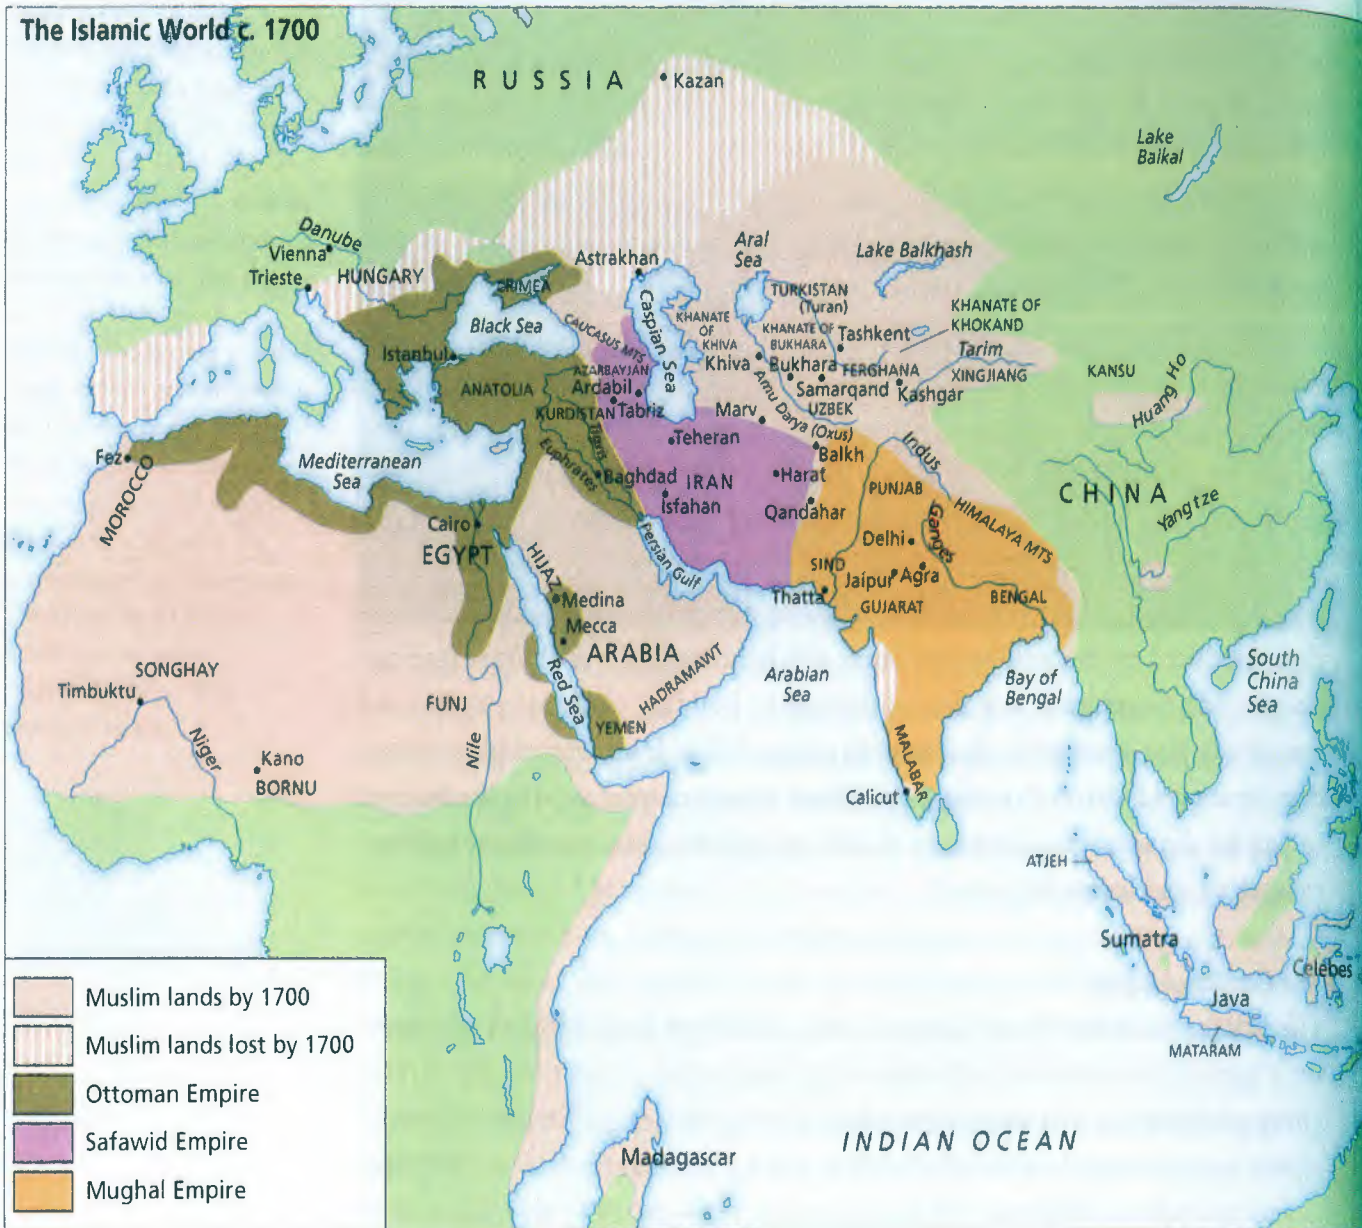 The Islamic World c. 1700
RUSSIA
Kazan
Lake
Baikal
Danube
Vienna
Trieste
HUNGARY
Astrakhan
Aral
Sea
Lake Balkhash
CRIMEA
Black Sea
CAUCASUS MTS
Caspian Sea
KHANATE
OF
KHIVA
TURKISTAN
(Turan)
KHANATE OF
BUKHARA
Tashkent
KHANATE OF
KHOKAND
Tarim
Istanbul
Khiva
Bukhara
FERGHANA
XINGJIANG
KANSU
Huang Ho
ANATOLIA
AZARBAYJAN
Ardabil
Samarqand
Kashgar
KURDISTAN
Tabriz
Marv
Amu Darya (Oxus)
UZBEK
Teheran
Balkh
Indus
Fez
MOROCCO
Mediterranean
Sea
Tigris
Euphrates
Baghdad
IRAN
Harat
Isfahan
Qandahar
PUNJAB
CHINA
Yangtze
HIMALAYA MTS
Ganges
Cairo
EGYPT
Persian Gulf
Delhi
HIJAZ
SIND
Jaipur
Agra
Medina
Thatta
GUJARAT
BENGAL
Mecca
ARABIA
SONGHAY
Timbuktu
Red Sea
HADRAMAWT
Arabian
Sea
Bay of
Bengal
South
China
Sea
FUNJ
YEMEN
Niger
Nile
Kano
BORNU
MALABAR
Calicut
ATJEH
Sumatra
Celebes
Java
MATARAM
Madagascar
INDIAN OCEAN
Muslim lands by 1700
Muslim lands lost by 1700
Ottoman Empire
Safawid Empire
Mughal Empire